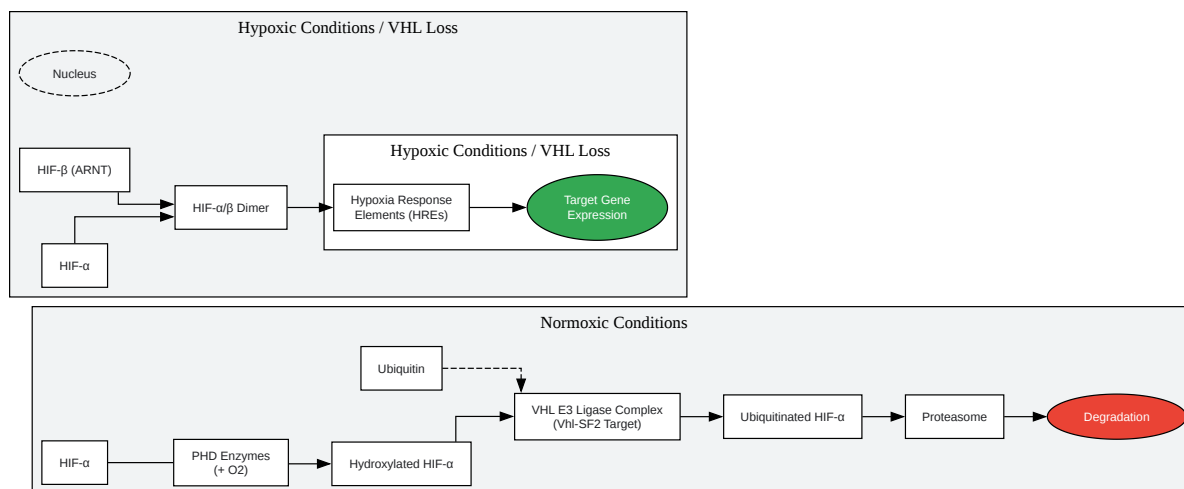 Hypoxic Conditions / VHL Loss
Nucleus
Hypoxic Conditions / VHL Loss
HIF-β (ARNT)
HIF-α/β Dimer
Hypoxia Response
Elements (HREs)
Target Gene
Expression
HIF-α
Normoxic Conditions
Ubiquitin
VHL E3 Ligase Complex
(Vhl-SF2 Target)
Ubiquitinated HIF-α
Proteasome
Degradation
HIF-α
PHD Enzymes
(+ O2)
Hydroxylated HIF-α